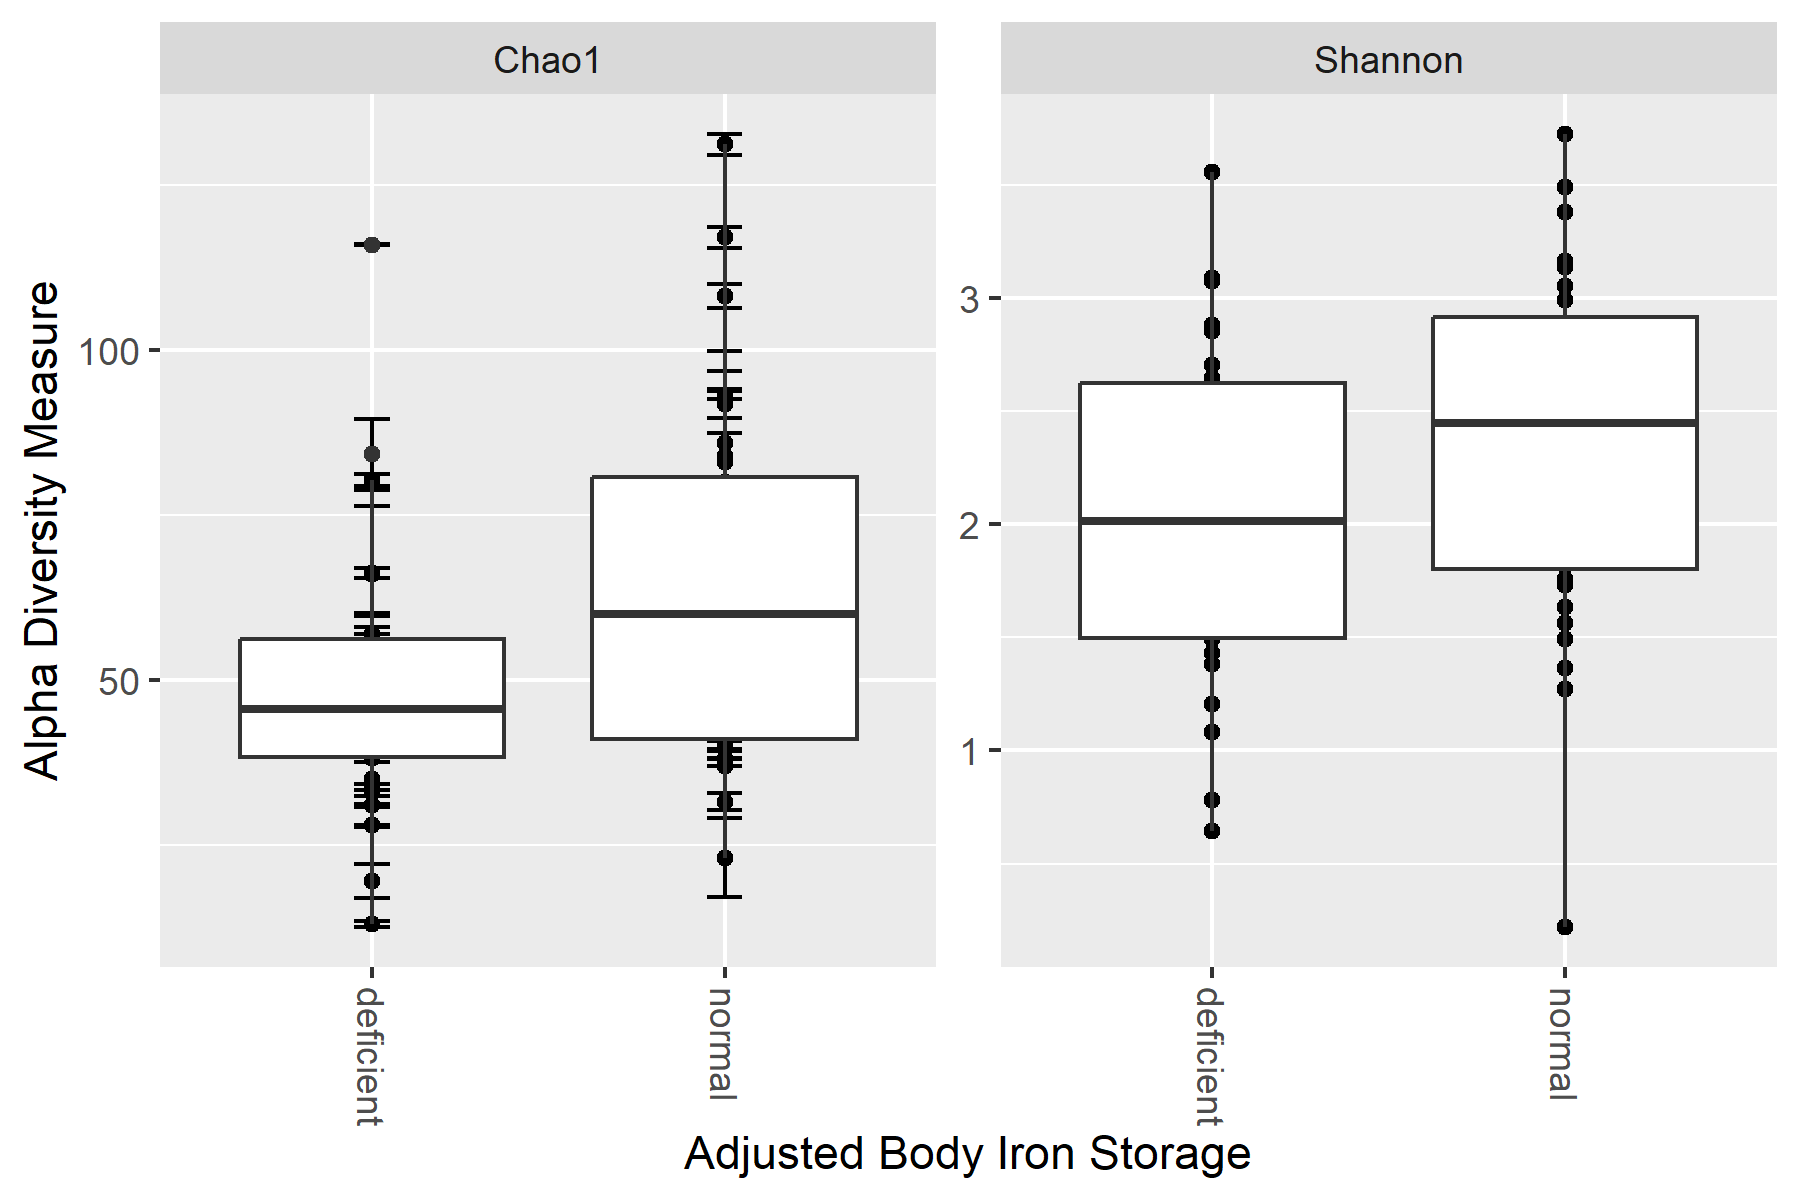 Chao1
Shannon
Alpha Diversity Measure
100
50
3
2
1
deficient
normal
deficient
normal
Adjusted Body Iron Storage